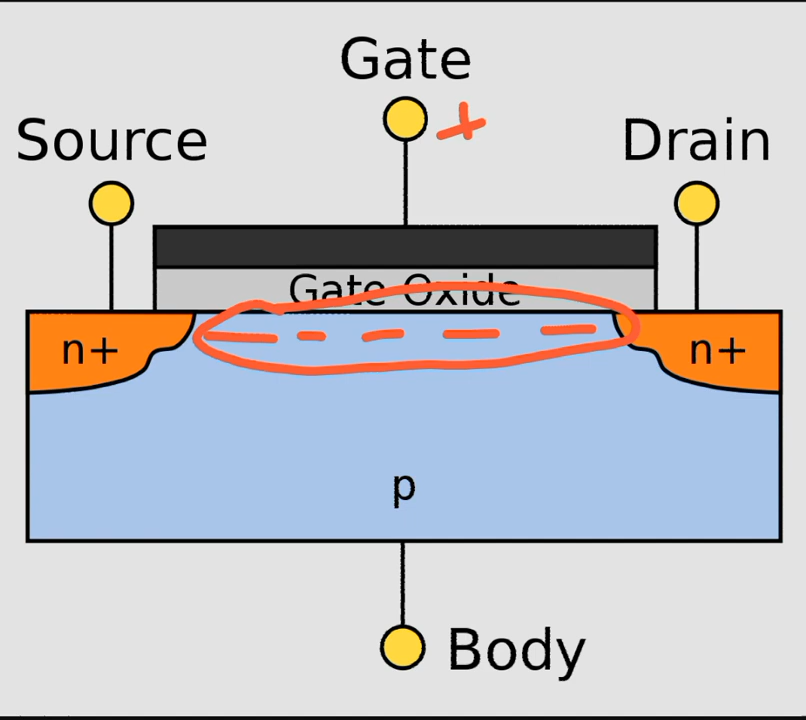 Gate
+
Source
Drain
Gate Oxide
n+
n+
p
Body